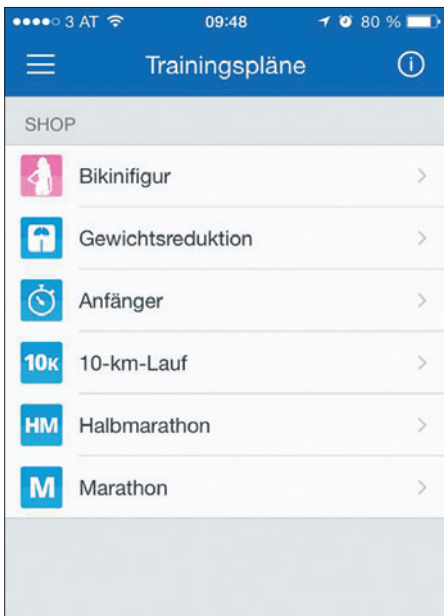 3 AT 09:48 80 %
Trainingspläne
SHOP
Bikinifigur
Gewichtsreduktion
Anfänger
10K 10-km-Lauf
HM Halbmarathon
M Marathon